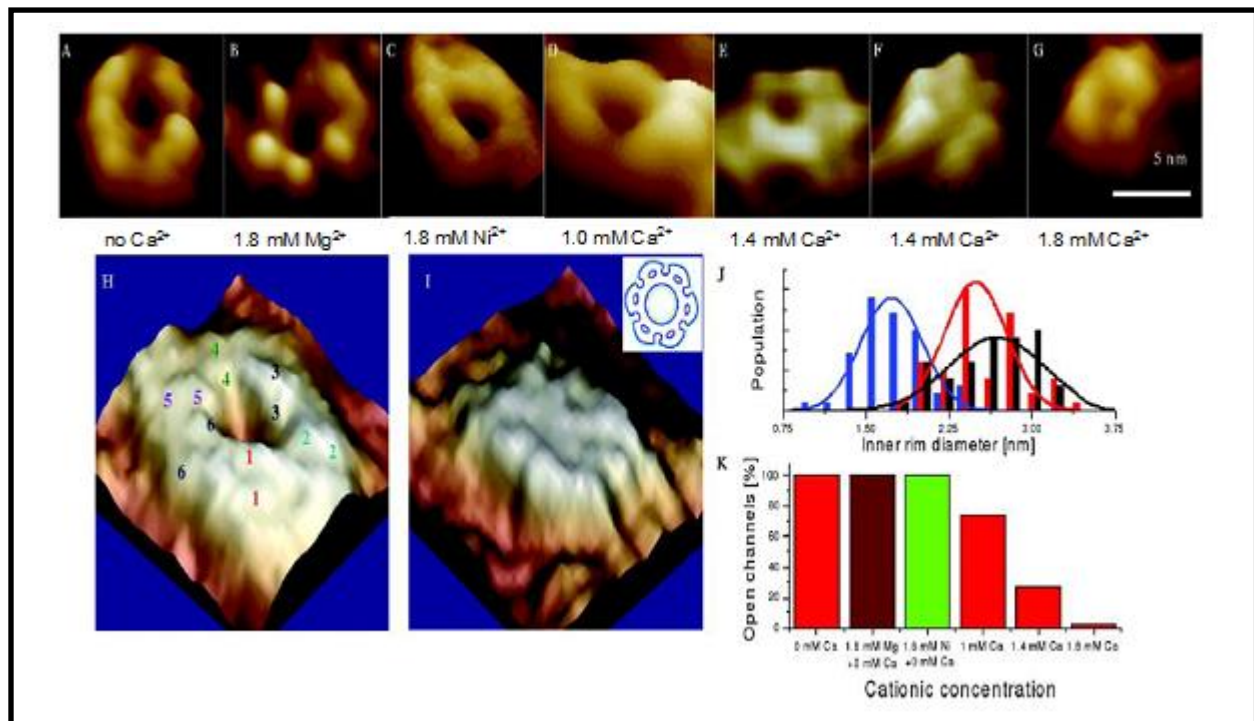 A B C D E F G
5 nm
no Ca²⁺ 1.8 mM Mg²⁺ 1.8 mM Ni²⁺ 1.0 mM Ca²⁺ 1.4 mM Ca²⁺ 1.4 mM Ca²⁺ 1.8 mM Ca²⁺
H I J
4
4 3
5 5 3
6 2
1 2
6
1
Population
0.75 1.50 2.25 3.00 3.75
Inner rim diameter [nm]
K
Open channels [%]
100
80
60
40
20
0
0 mM Ca 1.8 mM Mg 1.8 mM Ni 1 mM Ca 1.4 mM Ca 1.8 mM Ca
+0 mM Ca +0 mM Ca
Cationic concentration